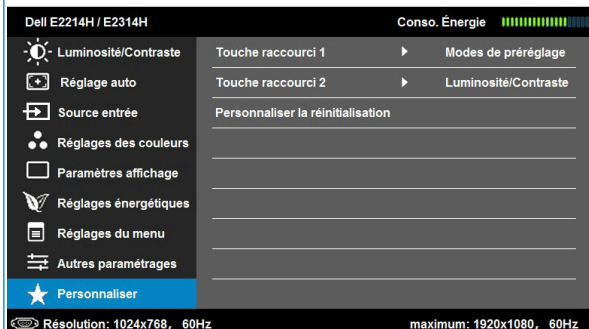 Dell E2214H / E2314H Conso. Énergie
Luminosité/Contraste Touche raccourci 1 Modes de préréglage
Réglage auto Touche raccourci 2 Luminosité/Contraste
Source entrée Personnaliser la réinitialisation
Réglages des couleurs
Paramètres affichage
Réglages énergétiques
Réglages du menu
Autres paramétrages
Personnaliser
Résolution: 1024x768, 60Hz maximum: 1920x1080, 60Hz